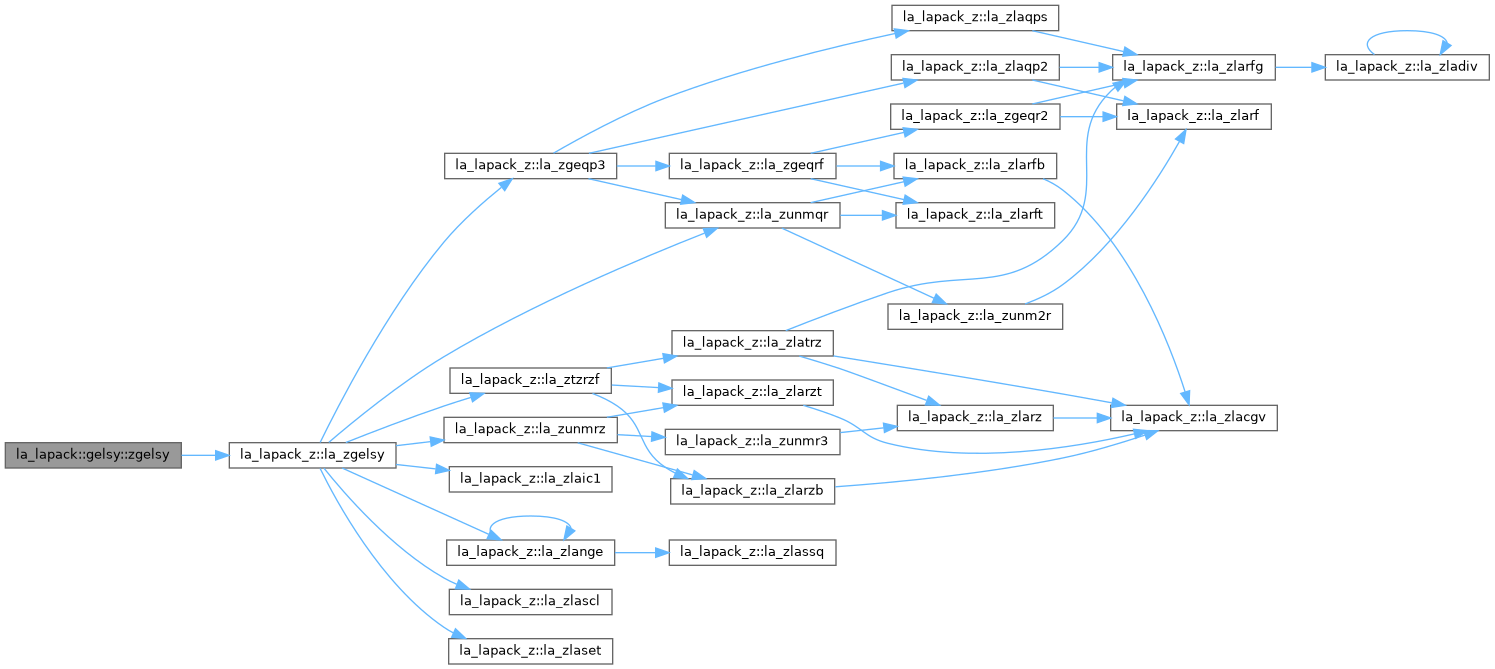 la_lapack_z::la_zlaqps
la_lapack_z::la_zlaqp2
la_lapack_z::la_zlarfg
la_lapack_z::la_zladiv
la_lapack_z::la_zgeqr2
la_lapack_z::la_zlarf
la_lapack_z::la_zgeqp3
la_lapack_z::la_zgeqrf
la_lapack_z::la_zlarfb
la_lapack_z::la_zunmqr
la_lapack_z::la_zlarft
la_lapack_z::la_zunm2r
la_lapack_z::la_zlatrz
la_lapack_z::la_ztzrzf
la_lapack_z::la_zlarzt
la_lapack_z::la_zlarz
la_lapack_z::la_zlacgv
la_lapack_z::la_zunmrz
la_lapack_z::la_zunmr3
la_lapack::gelsy::zgelsy
la_lapack_z::la_zgelsy
la_lapack_z::la_zlaic1
la_lapack_z::la_zlarzb
la_lapack_z::la_zlange
la_lapack_z::la_zlassq
la_lapack_z::la_zlascl
la_lapack_z::la_zlaset